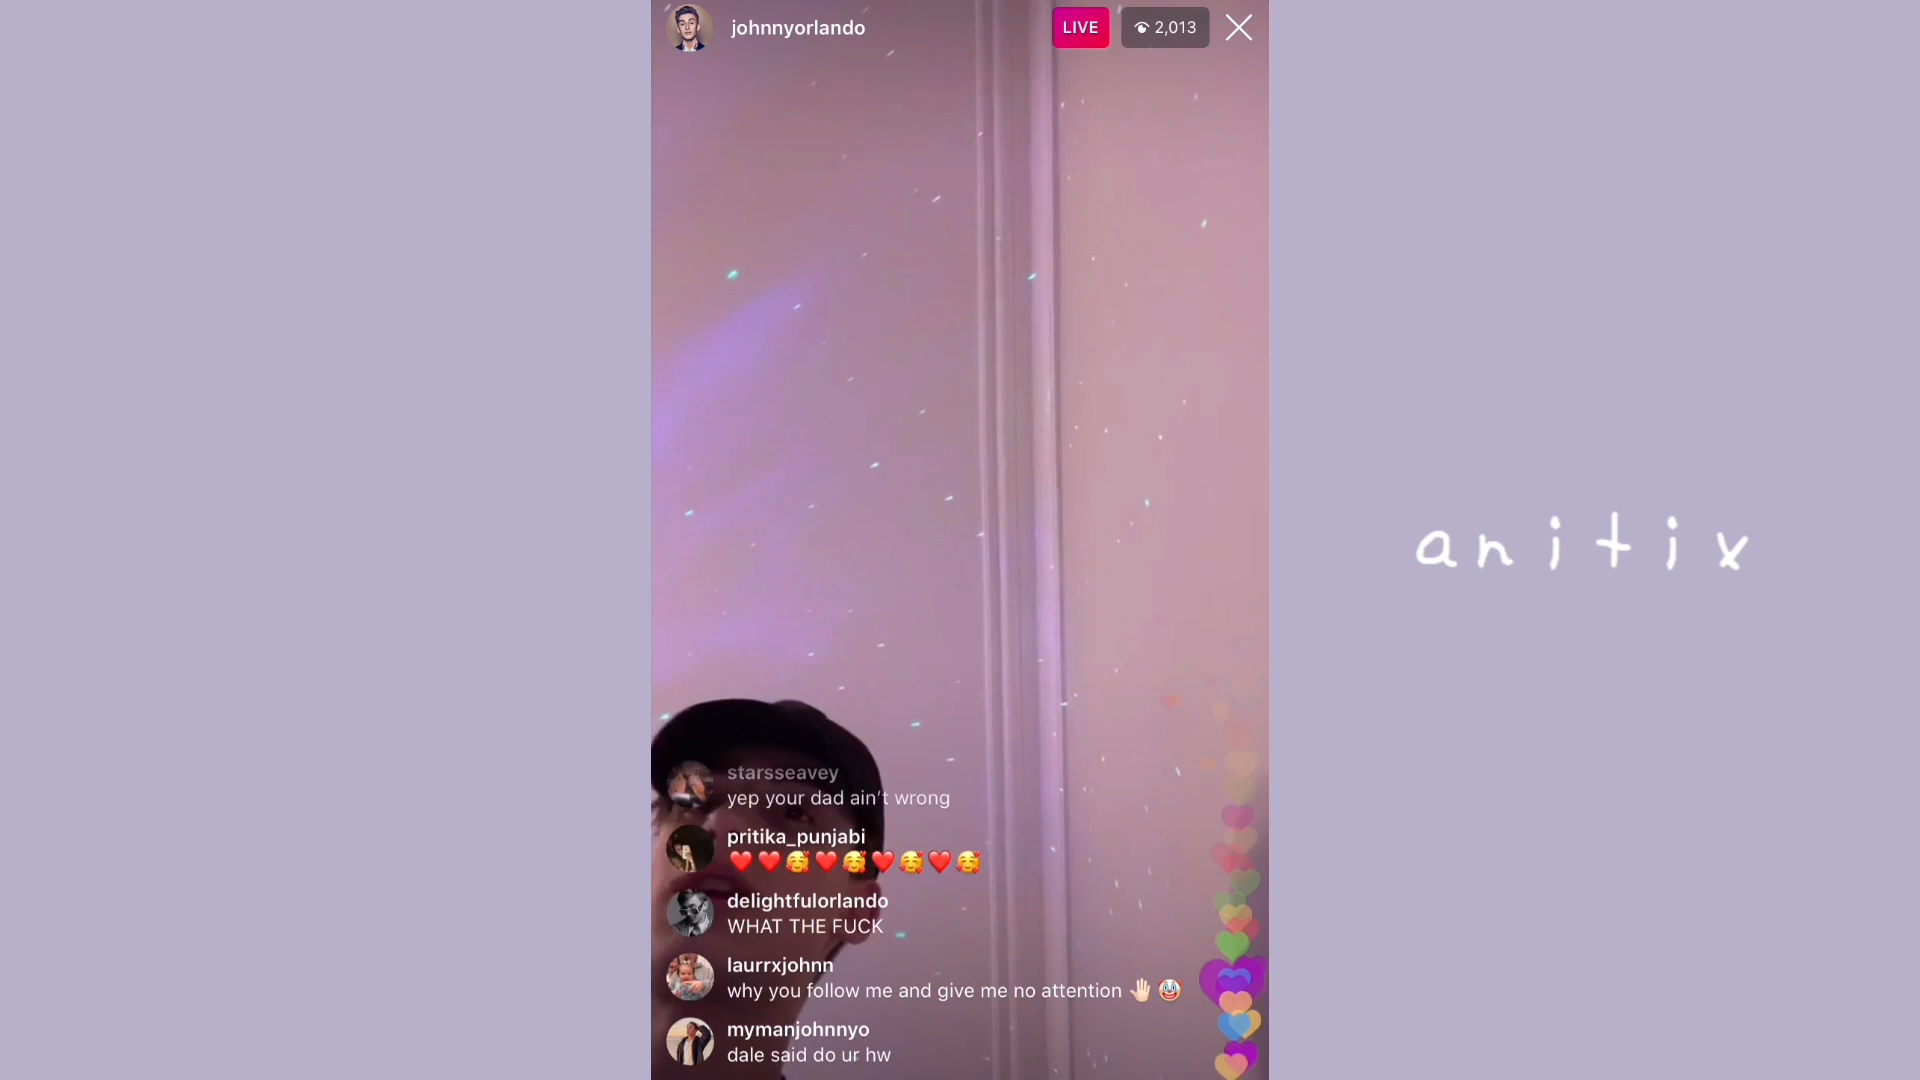 johnnyorlando
LIVE
2,013
starsseavey
yep your dad ain't wrong
pritika_punjabi
❤️❤️🥰❤️🥰❤️🥰❤️🥰
delightfulorlando
WHAT THE FUCK
laurrxjohnn
why you follow me and give me no attention 🤚🏻🤡
mymanjohnnyo
dale said do ur hw
anitix